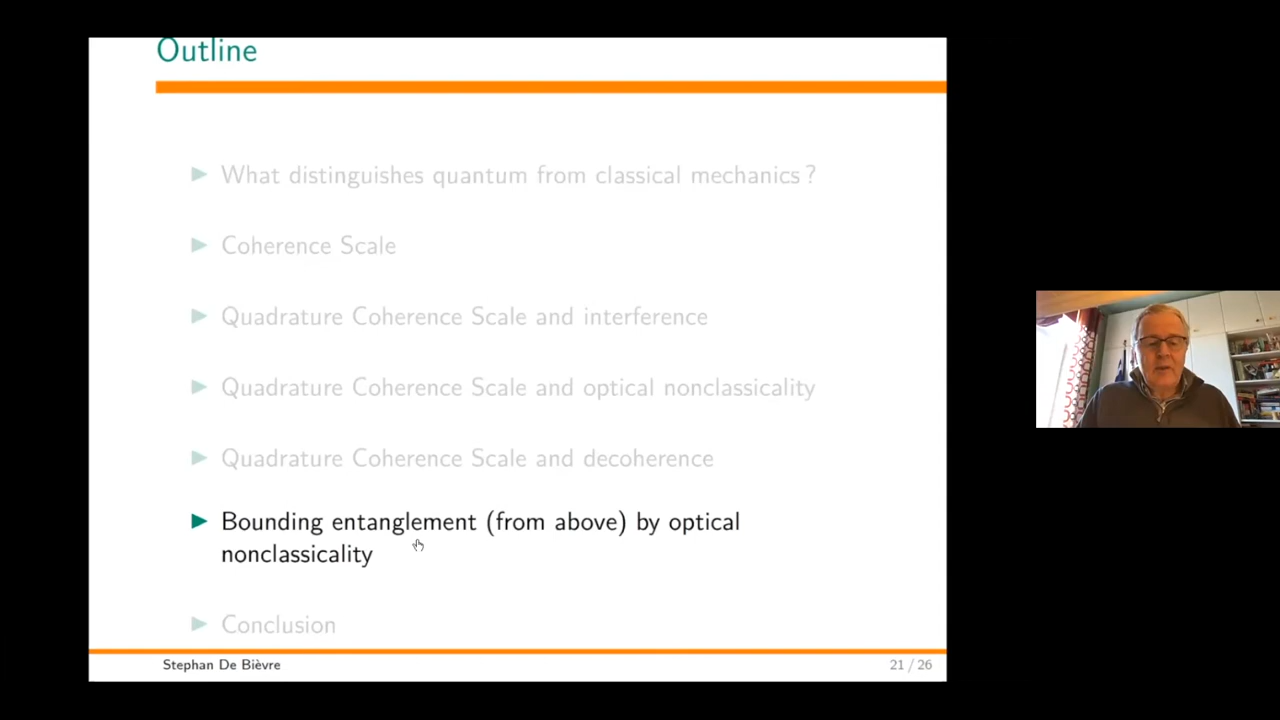 Outline
What distinguishes quantum from classical mechanics ?
Coherence Scale
Quadrature Coherence Scale and interference
Quadrature Coherence Scale and optical nonclassicality
Quadrature Coherence Scale and decoherence
Bounding entanglement (from above) by optical
nonclassicality
Conclusion
Stephan De Bièvre
21 / 26